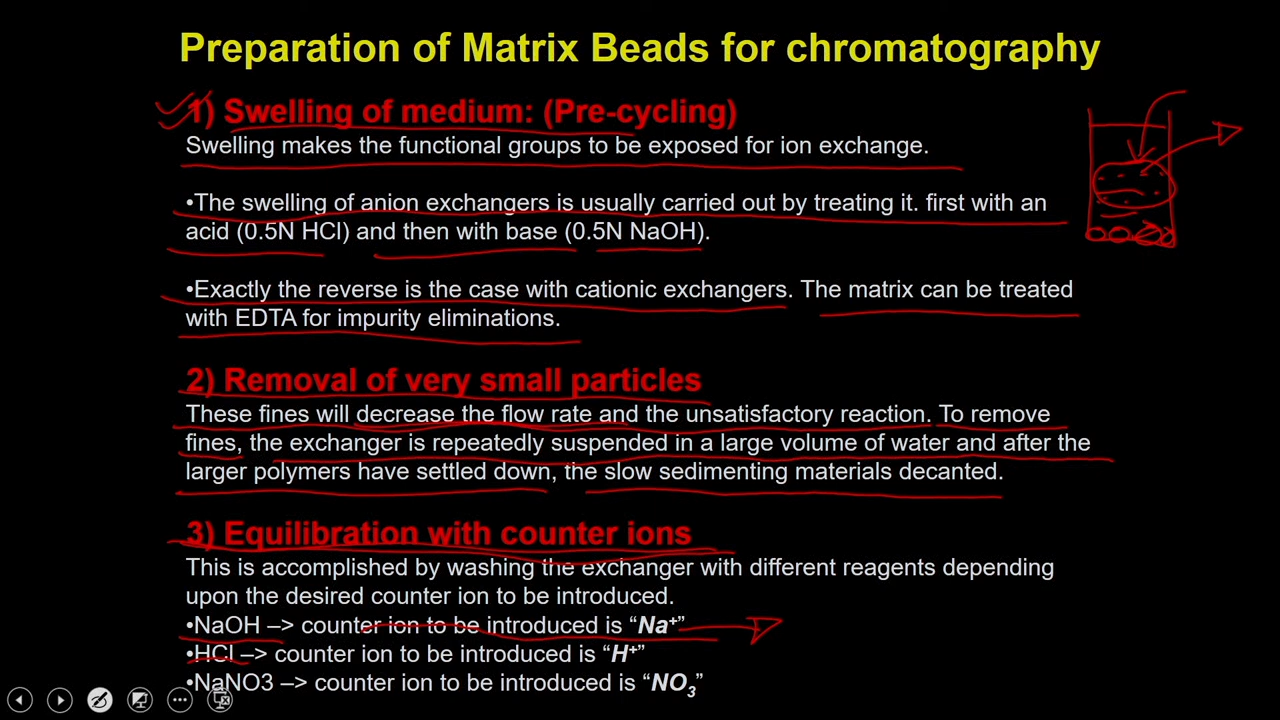 Preparation of Matrix Beads for chromatography
1) Swelling of medium: (Pre-cycling)
Swelling makes the functional groups to be exposed for ion exchange.
•The swelling of anion exchangers is usually carried out by treating it. first with an
acid (0.5N HCl) and then with base (0.5N NaOH).
•Exactly the reverse is the case with cationic exchangers. The matrix can be treated
with EDTA for impurity eliminations.
2) Removal of very small particles
These fines will decrease the flow rate and the unsatisfactory reaction. To remove
fines, the exchanger is repeatedly suspended in a large volume of water and after the
larger polymers have settled down, the slow sedimenting materials decanted.
3) Equilibration with counter ions
This is accomplished by washing the exchanger with different reagents depending
upon the desired counter ion to be introduced.
•NaOH –> counter ion to be introduced is “Na⁺”
•HCl –> counter ion to be introduced is “H⁺”
•NaNO3 –> counter ion to be introduced is “NO₃”